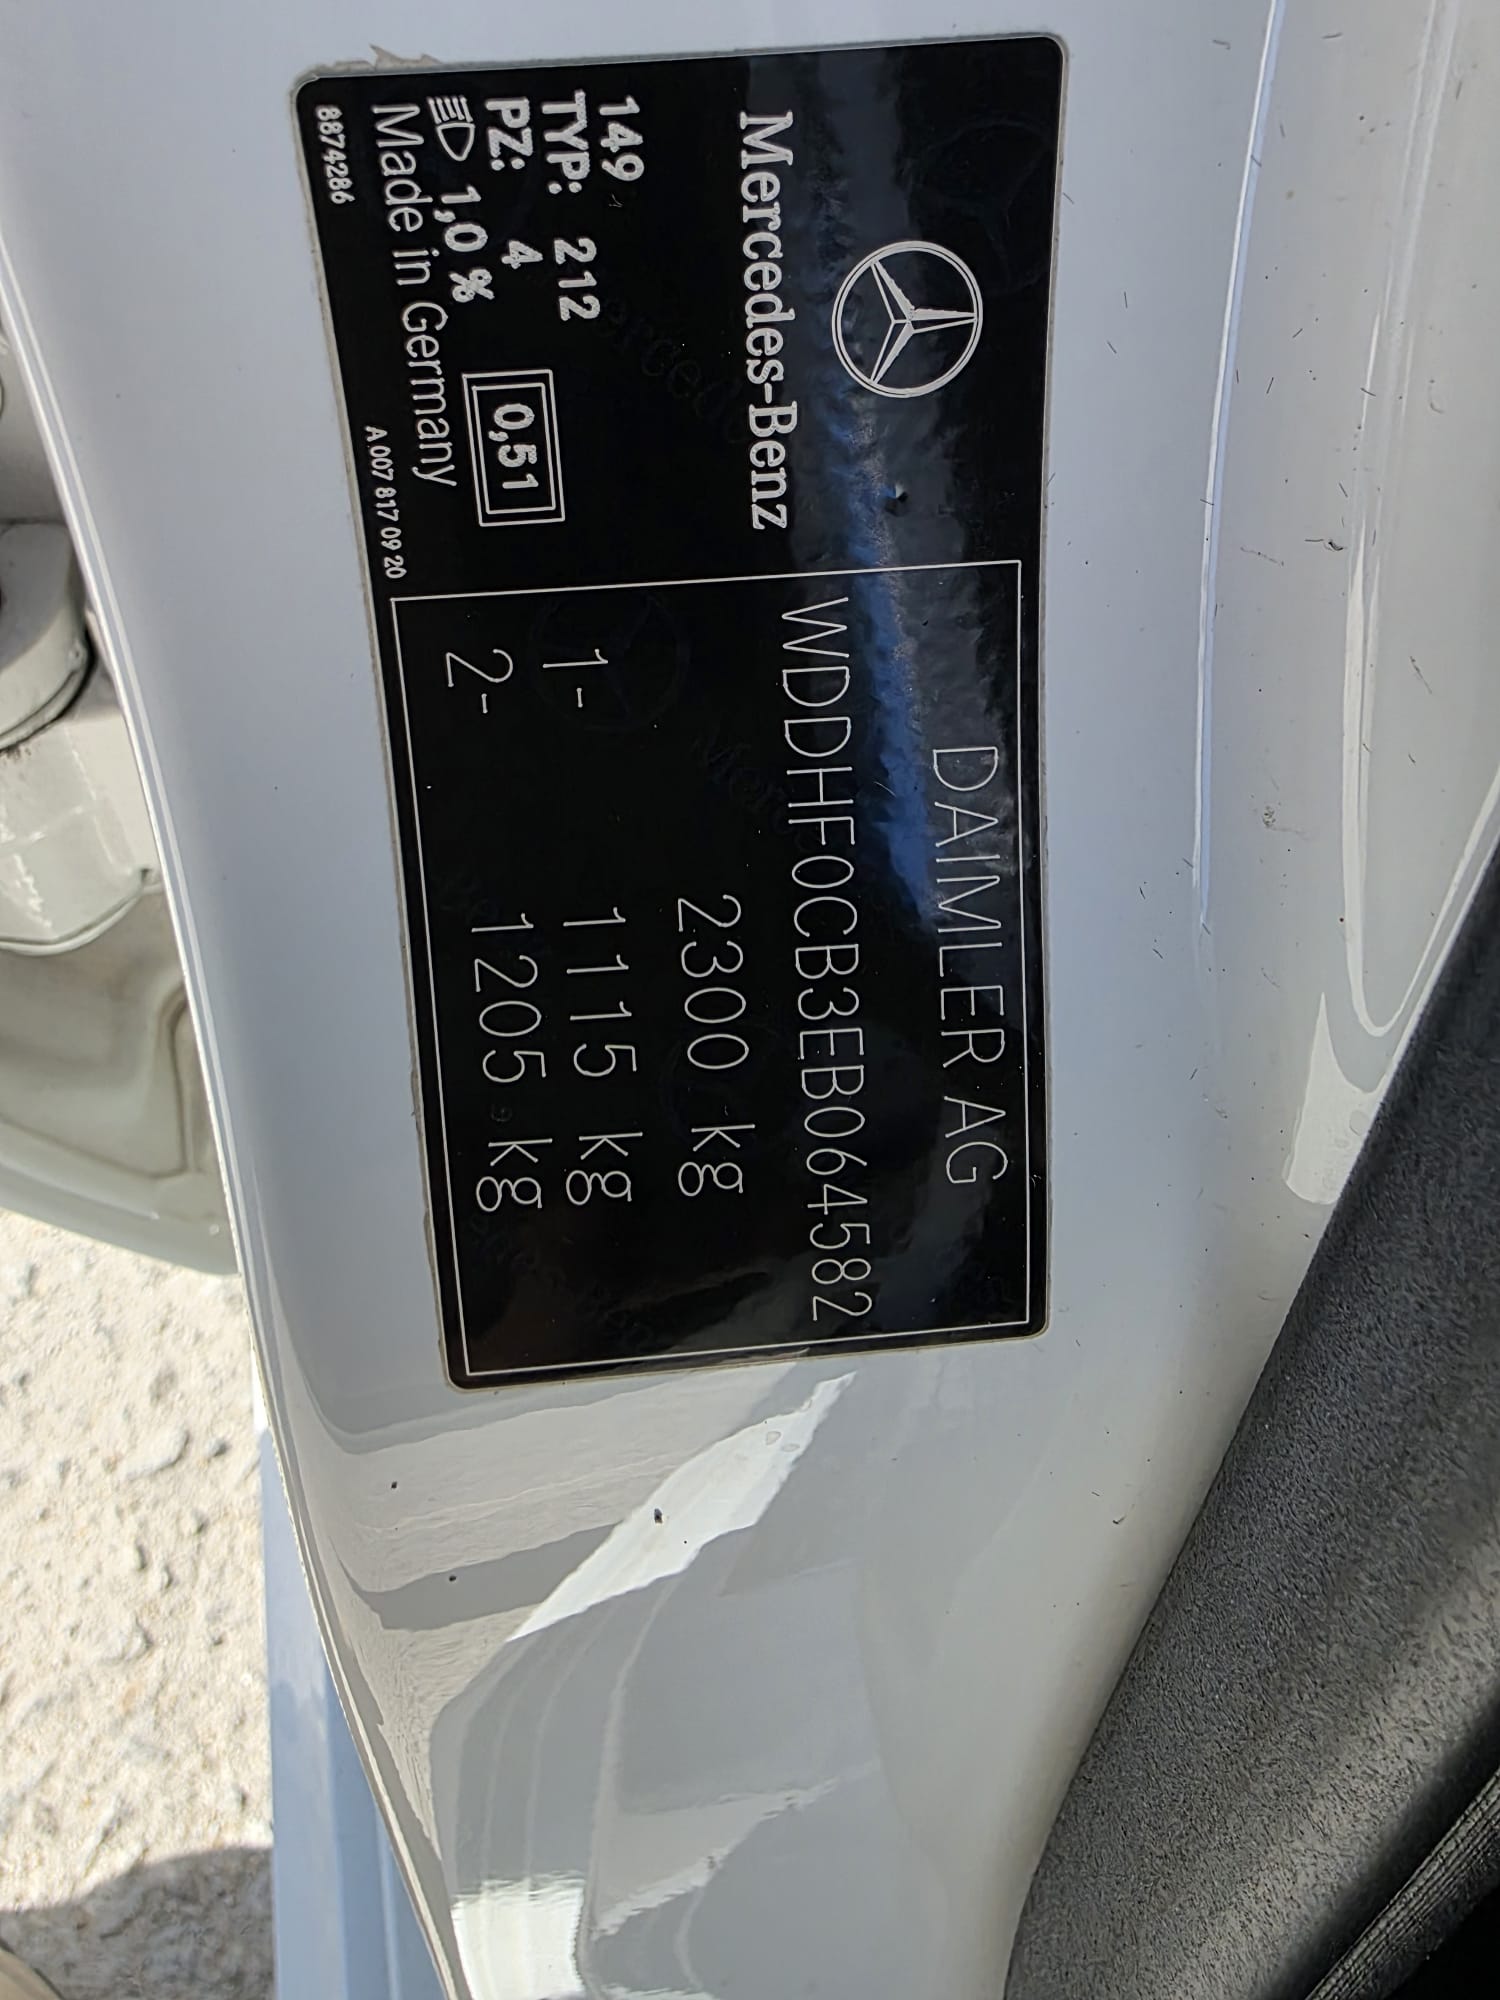 Mercedes-Benz
149
TYP: 212
PZ: 4
1,0 %
0,51
Made in Germany
8874286
A 007 817 09 20
DAIMLER AG
WDDHF0CB3EB064582
2300 kg
1- 1115 kg
2- 1205 kg